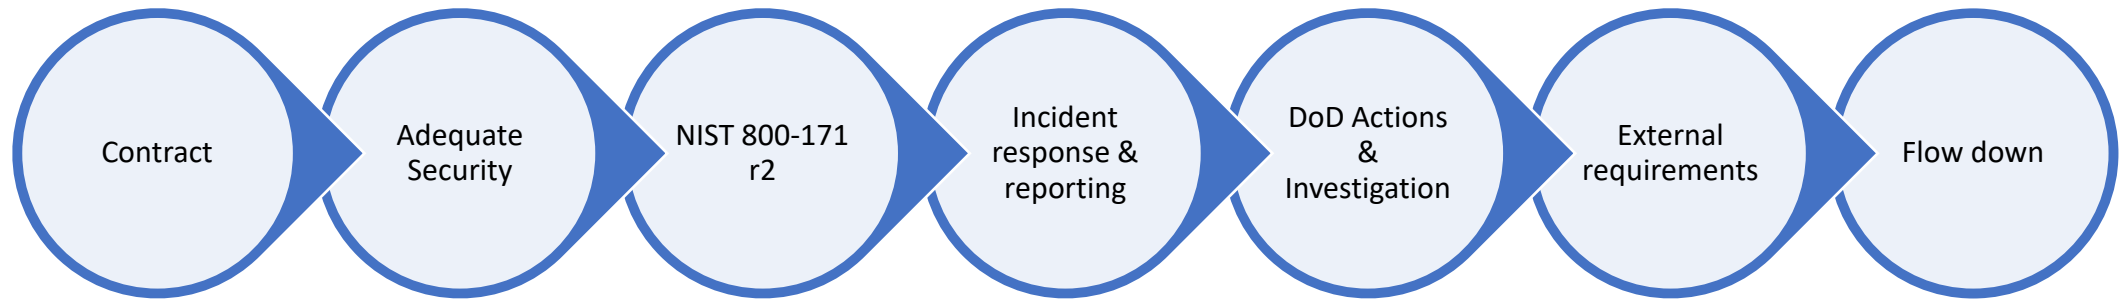 Contract
Adequate
Security
NIST 800-171
r2
Incident
response &
reporting
DoD Actions
&
Investigation
External
requirements
Flow down